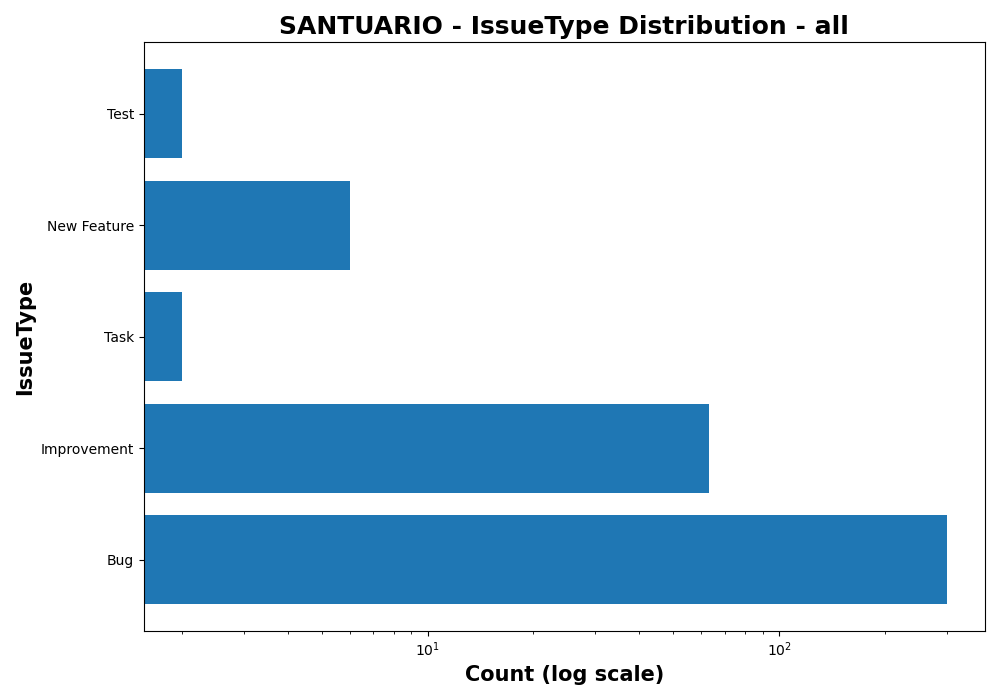 SANTUARIO - IssueType Distribution - all
Test
New Feature
Task
Improvement
Bug
IssueType
10¹
10²
Count (log scale)